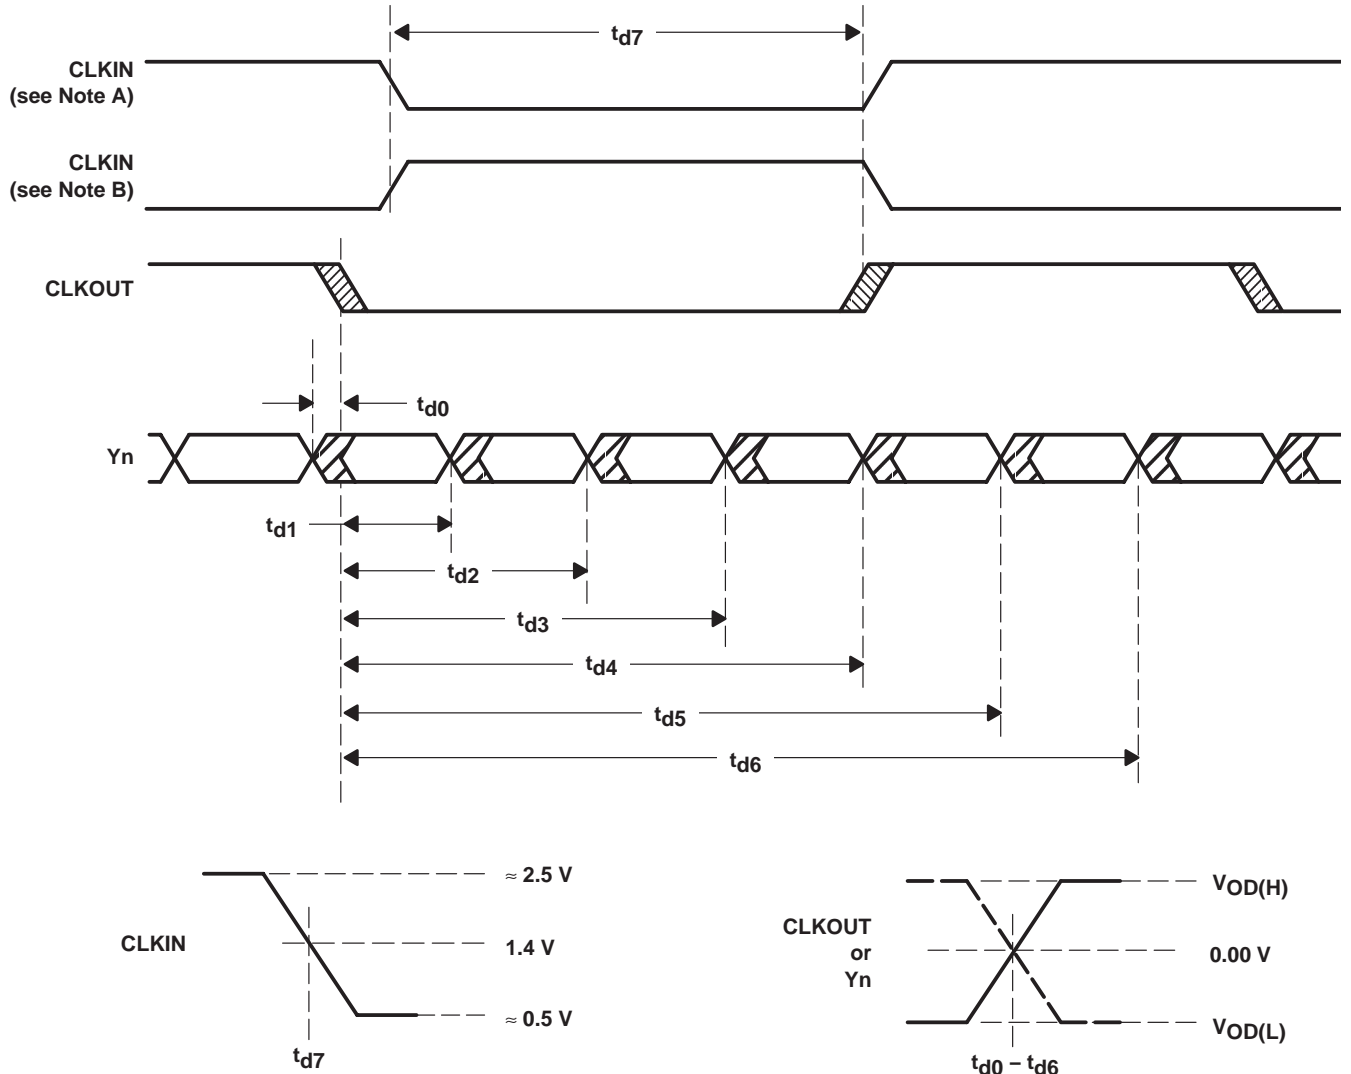 td7
CLKIN
(see Note A)
CLKIN
(see Note B)
CLKOUT
td0
Yn
td1
td2
td3
td4
td5
td6
≈ 2.5 V
CLKIN
1.4 V
≈ 0.5 V
td7
VOD(H)
CLKOUT
or
Yn
0.00 V
VOD(L)
td0 – td6